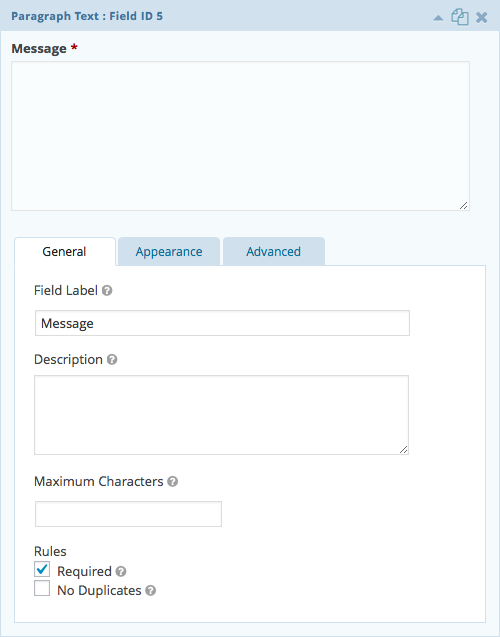 Paragraph Text : Field ID 5
Message *
General Appearance Advanced
Field Label ?
Message
Description ?
Maximum Characters ?
Rules
Required ?
No Duplicates ?